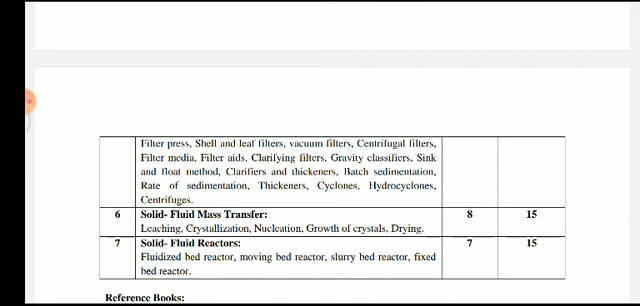 Filter press, Shell and leaf filters, vacuum filters, Centrifugal filters,
Filter media, Filter aids, Clarifying filters, Gravity classifiers, Sink
and float method, Clarifiers and thickeners, Batch sedimentation,
Rate of sedimentation, Thickeners, Cyclones, Hydrocyclones,
Centrifuges.
6 Solid- Fluid Mass Transfer: 8 15
Leaching, Crystallization, Nucleation, Growth of crystals, Drying.
7 Solid- Fluid Reactors: 7 15
Fluidized bed reactor, moving bed reactor, slurry bed reactor, fixed
bed reactor.
Reference Books: